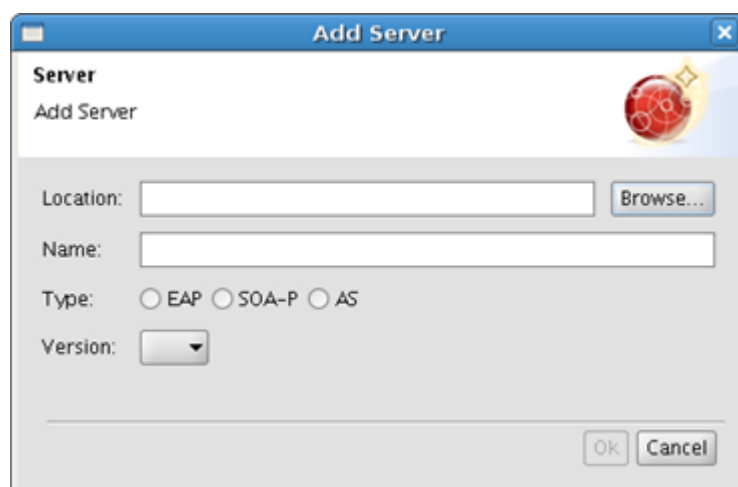 Add Server
Server
Add Server
Location: Browse...
Name:
Type: EAP SOA-P AS
Version:
Ok Cancel